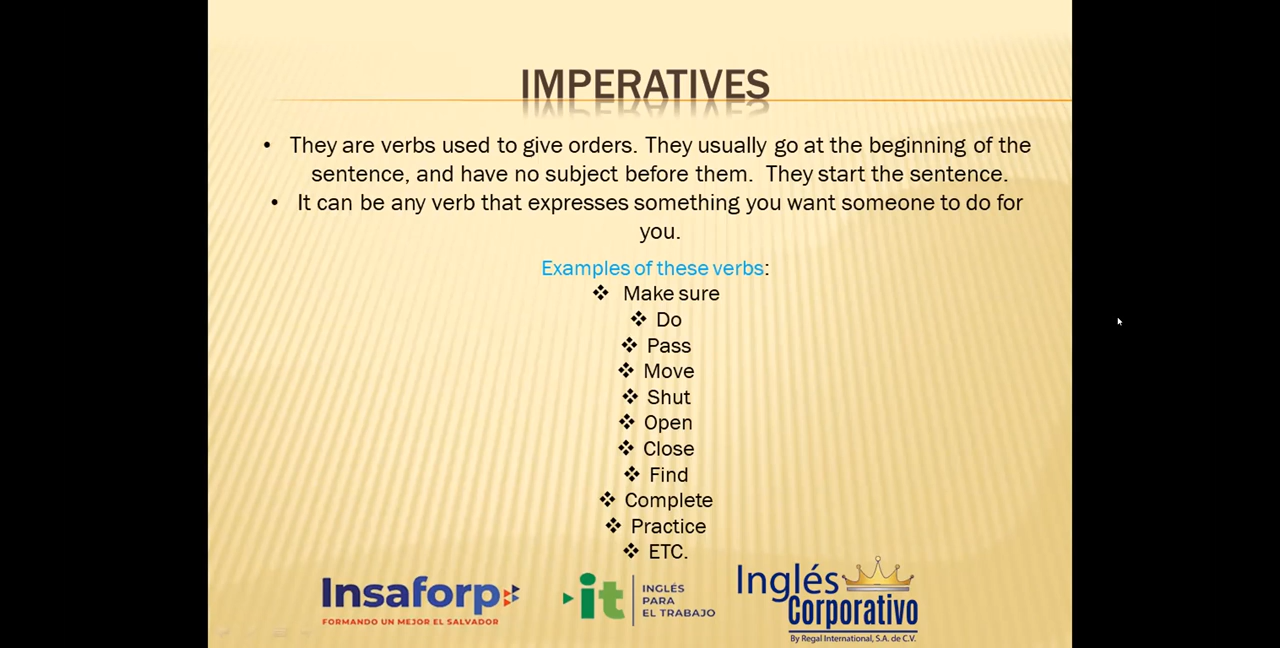 IMPERATIVES
• They are verbs used to give orders. They usually go at the beginning of the
sentence, and have no subject before them. They start the sentence.
• It can be any verb that expresses something you want someone to do for
you.
Examples of these verbs:
❖ Make sure
❖ Do
❖ Pass
❖ Move
❖ Shut
❖ Open
❖ Close
❖ Find
❖ Complete
❖ Practice
❖ ETC.
Insaforp
FORMANDO UN MEJOR EL SALVADOR
it
INGLÉS
PARA
EL TRABAJO
Inglés
Corporativo
By Regal International, S.A. de C.V.